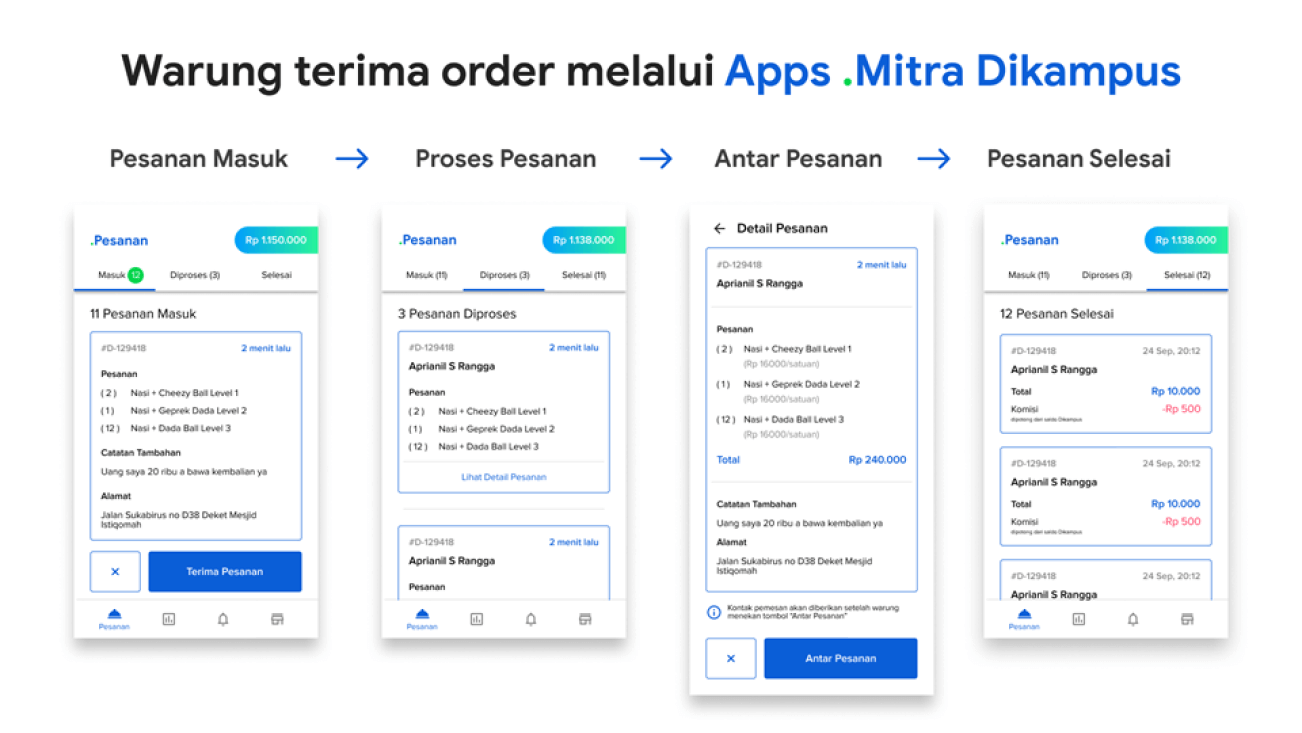 Warung terima order melalui Apps .Mitra Dikampus
Pesanan Masuk → Proses Pesanan → Antar Pesanan → Pesanan Selesai
.Pesanan
Rp 1.150.000
Masuk 12 Diproses (3) Selesai
11 Pesanan Masuk
#D-129418 2 menit lalu
Pesanan
(2) Nasi + Cheezy Ball Level 1
(1) Nasi + Geprek Dada Level 2
(12) Nasi + Dada Ball Level 3
Catatan Tambahan
Uang saya 20 ribu a bawa kembalian ya
Alamat
Jalan Sukabirus no D38 Deket Mesjid
Istiqomah
× Terima Pesanan
Pesanan
.Pesanan
Rp 1.138.000
Masuk (11) Diproses (3) Selesai (11)
3 Pesanan Diproses
#D-129418 2 menit lalu
Aprianil S Rangga
Pesanan
(2) Nasi + Cheezy Ball Level 1
(1) Nasi + Geprek Dada Level 2
(12) Nasi + Dada Ball Level 3
Lihat Detail Pesanan
#D-129418 2 menit lalu
Aprianil S Rangga
Pesanan
Pesanan
← Detail Pesanan
#D-129418 2 menit lalu
Aprianil S Rangga
Pesanan
(2) Nasi + Cheezy Ball Level 1
(Rp 16000/satuan)
(1) Nasi + Geprek Dada Level 2
(Rp 16000/satuan)
(12) Nasi + Dada Ball Level 3
(Rp 16000/satuan)
Total Rp 240.000
Catatan Tambahan
Uang saya 20 ribu a bawa kembalian ya
Alamat
Jalan Sukabirus no D38 Deket Mesjid
Istiqomah
Kontak pemesan akan diberikan setelah warung
menekan tombol "Antar Pesanan"
× Antar Pesanan
.Pesanan
Rp 1.138.000
Masuk (11) Diproses (3) Selesai (12)
12 Pesanan Selesai
#D-129418 24 Sep, 20:12
Aprianil S Rangga
Total Rp 10.000
Komisi -Rp 500
dipotong dari saldo Dikampus
#D-129418 24 Sep, 20:12
Aprianil S Rangga
Total Rp 10.000
Komisi -Rp 500
dipotong dari saldo Dikampus
#D-129418 24 Sep, 20:12
Aprianil S Rangga
Pesanan